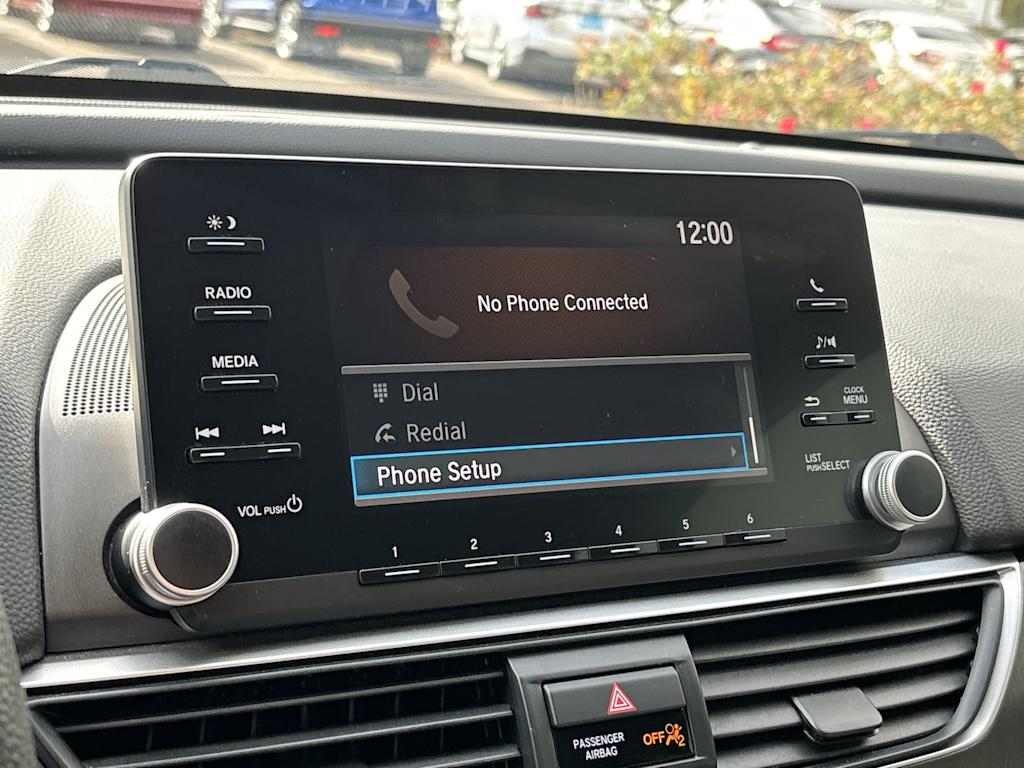 12:00
No Phone Connected
Dial
Redial
Phone Setup
RADIO
MEDIA
VOL PUSH
CLOCK
MENU
LIST
PUSH SELECT
1 2 3 4 5 6
PASSENGER
AIRBAG
OFF 2